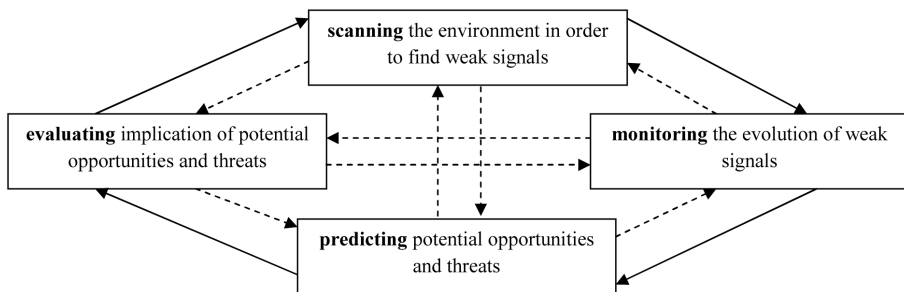 scanning the environment in order
to find weak signals
evaluating implication of potential
opportunities and threats
monitoring the evolution of weak
signals
predicting potential opportunities
and threats